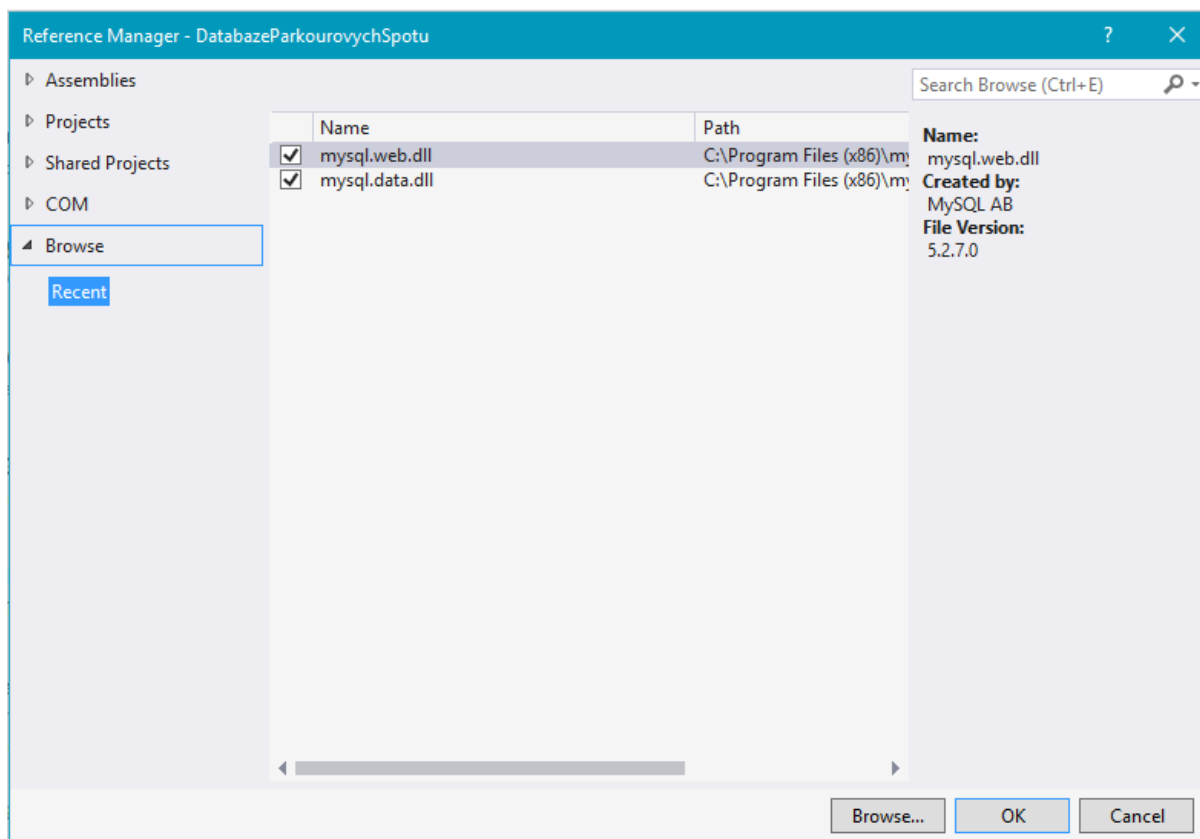 Reference Manager - DatabazeParkourovychSpotu
Assemblies
Projects
Shared Projects
COM
Browse
Recent
Name Path
mysql.web.dll C:\Program Files (x86)\my
mysql.data.dll C:\Program Files (x86)\my
Search Browse (Ctrl+E)
Name:
mysql.web.dll
Created by:
MySQL AB
File Version:
5.2.7.0
Browse... OK Cancel